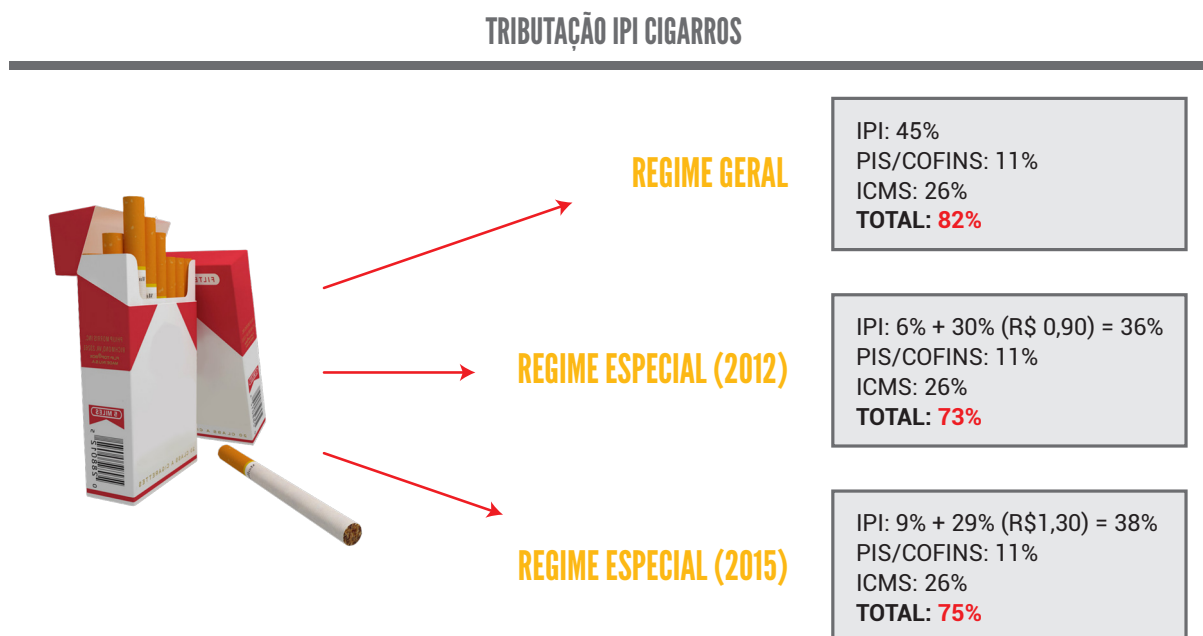 TRIBUTAÇÃO IPI CIGARROS
REGIME GERAL
IPI: 45%
PIS/COFINS: 11%
ICMS: 26%
TOTAL: 82%
REGIME ESPECIAL (2012)
IPI: 6% + 30% (R$ 0,90) = 36%
PIS/COFINS: 11%
ICMS: 26%
TOTAL: 73%
REGIME ESPECIAL (2015)
IPI: 9% + 29% (R$1,30) = 38%
PIS/COFINS: 11%
ICMS: 26%
TOTAL: 75%
FILTE